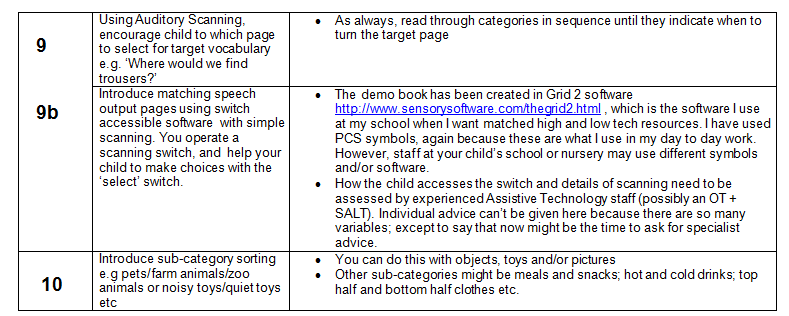 9
Using Auditory Scanning,
encourage child to which page
to select for target vocabulary
e.g. ‘Where would we find
trousers?’
• As always, read through categories in sequence until they indicate when to
turn the target page
9b
Introduce matching speech
output pages using switch
accessible software with simple
scanning. You operate a
scanning switch, and help your
child to make choices with the
‘select’ switch.
• The demo book has been created in Grid 2 software
http://www.sensorysoftware.com/thegrid2.html , which is the software I use
at my school when I want matched high and low tech resources. I have used
PCS symbols, again because these are what I use in my day to day work.
However, staff at your child’s school or nursery may use different symbols
and/or software.
• How the child accesses the switch and details of scanning need to be
assessed by experienced Assistive Technology staff (possibly an OT +
SALT). Individual advice can’t be given here because there are so many
variables; except to say that now might be the time to ask for specialist
advice.
10
Introduce sub-category sorting
e.g pets/farm animals/zoo
animals or noisy toys/quiet toys
etc
• You can do this with objects, toys and/or pictures
• Other sub-categories might be meals and snacks; hot and cold drinks; top
half and bottom half clothes etc.